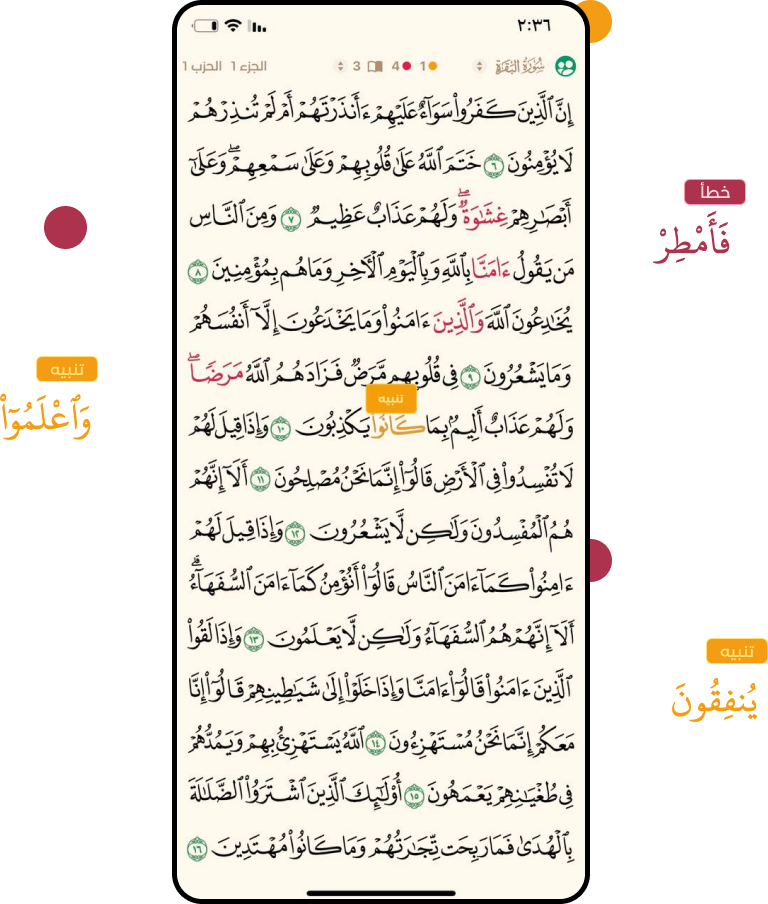 ٢:٣٦
سُورَةُ البَقَرَةِ 1 4 3 الجزء 1 الحزب 1
إِنَّ ٱلَّذِينَ كَفَرُوا۟ سَوَآءٌ عَلَيْهِمْ ءَأَنذَرْتَهُمْ أَمْ لَمْ تُنذِرْهُمْ
لَا يُؤْمِنُونَ ٦ خَتَمَ ٱللَّهُ عَلَىٰ قُلُوبِهِمْ وَعَلَىٰ سَمْعِهِمْ ۖ وَعَلَىٰٓ
أَبْصَٰرِهِمْ غِشَٰوَةٌ ۖ وَلَهُمْ عَذَابٌ عَظِيمٌ ٧ وَمِنَ ٱلنَّاسِ
مَن يَقُولُ ءَامَنَّا بِٱللَّهِ وَبِٱلْيَوْمِ ٱلْءَاخِرِ وَمَا هُم بِمُؤْمِنِينَ ٨
يُخَٰدِعُونَ ٱللَّهَ وَٱلَّذِينَ ءَامَنُوا۟ وَمَا يَخْدَعُونَ إِلَّآ أَنفُسَهُمْ
وَمَا يَشْعُرُونَ ٩ فِى قُلُوبِهِم مَّرَضٌ فَزَادَهُمُ ٱللَّهُ مَرَضًا ۖ
تنبيه
وَلَهُمْ عَذَابٌ أَلِيمٌۢ بِمَا كَانُوا۟ يَكْذِبُونَ ١٠ وَإِذَا قِيلَ لَهُمْ
لَا تُفْسِدُوا۟ فِى ٱلْأَرْضِ قَالُوٓا۟ إِنَّمَا نَحْنُ مُصْلِحُونَ ١١ أَلَآ إِنَّهُمْ
هُمُ ٱلْمُفْسِدُونَ وَلَٰكِن لَّا يَشْعُرُونَ ١٢ وَإِذَا قِيلَ لَهُمْ
ءَامِنُوا۟ كَمَآ ءَامَنَ ٱلنَّاسُ قَالُوٓا۟ أَنُؤْمِنُ كَمَآ ءَامَنَ ٱلسُّفَهَآءُ ۗ
أَلَآ إِنَّهُمْ هُمُ ٱلسُّفَهَآءُ وَلَٰكِن لَّا يَعْلَمُونَ ١٣ وَإِذَا لَقُوا۟
ٱلَّذِينَ ءَامَنُوا۟ قَالُوٓا۟ ءَامَنَّا وَإِذَا خَلَوْا۟ إِلَىٰ شَيَٰطِينِهِمْ قَالُوٓا۟ إِنَّا
مَعَكُمْ إِنَّمَا نَحْنُ مُسْتَهْزِءُونَ ١٤ ٱللَّهُ يَسْتَهْزِئُ بِهِمْ وَيَمُدُّهُمْ
فِى طُغْيَٰنِهِمْ يَعْمَهُونَ ١٥ أُو۟لَٰٓئِكَ ٱلَّذِينَ ٱشْتَرَوُا۟ ٱلضَّلَٰلَةَ
بِٱلْهُدَىٰ فَمَا رَبِحَت تِّجَٰرَتُهُمْ وَمَا كَانُوا۟ مُهْتَدِينَ ١٦
خطأ
فَأَمْطِرْ
تنبيه
وَٱعْلَمُوٓا۟
تنبيه
يُنفِقُونَ